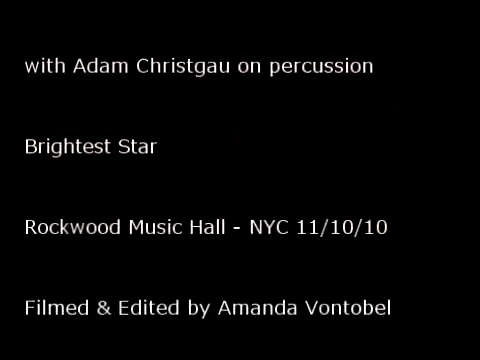 with Adam Christgau on percussion
Brightest Star
Rockwood Music Hall - NYC 11/10/10
Filmed & Edited by Amanda Vontobel